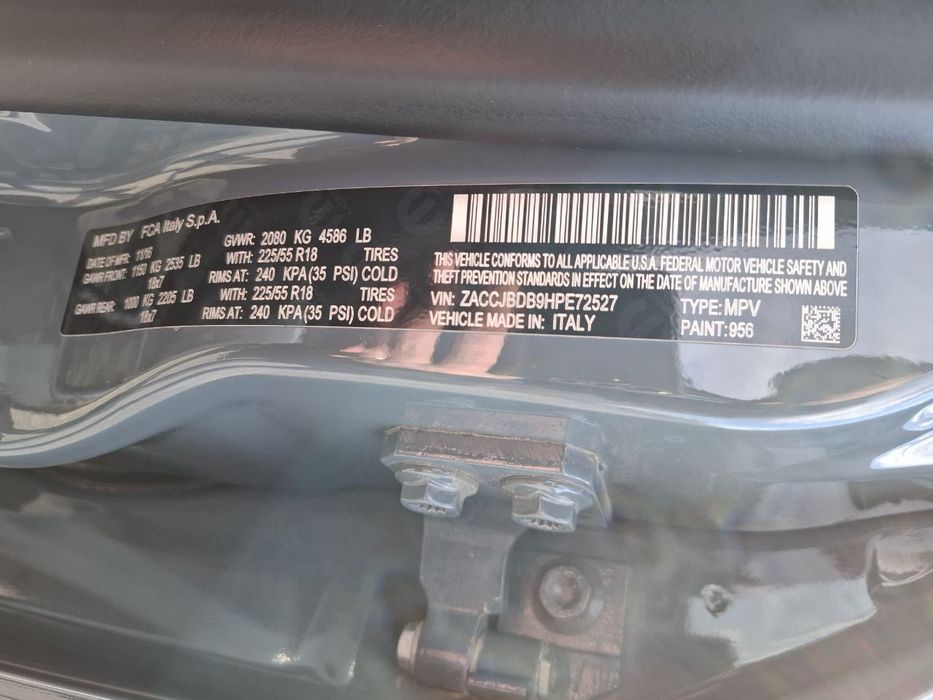 MFD BY FCA Italy S.p.A.
DATE OF MFR: 11/16 GVWR: 2080 KG 4586 LB
GAWR FRONT: 1150 KG 2535 LB WITH: 225/55 R18 TIRES
18x7 RIMS AT: 240 KPA (35 PSI) COLD
GAWR REAR: 1000 KG 2205 LB WITH: 225/55 R18 TIRES
18x7 RIMS AT: 240 KPA (35 PSI) COLD
THIS VEHICLE CONFORMS TO ALL APPLICABLE U.S.A. FEDERAL MOTOR VEHICLE SAFETY AND
THEFT PREVENTION STANDARDS IN EFFECT ON THE DATE OF MANUFACTURE SHOWN ABOVE.
VIN: ZACCJBDB9HPE72527 TYPE: MPV
VEHICLE MADE IN: ITALY PAINT: 956